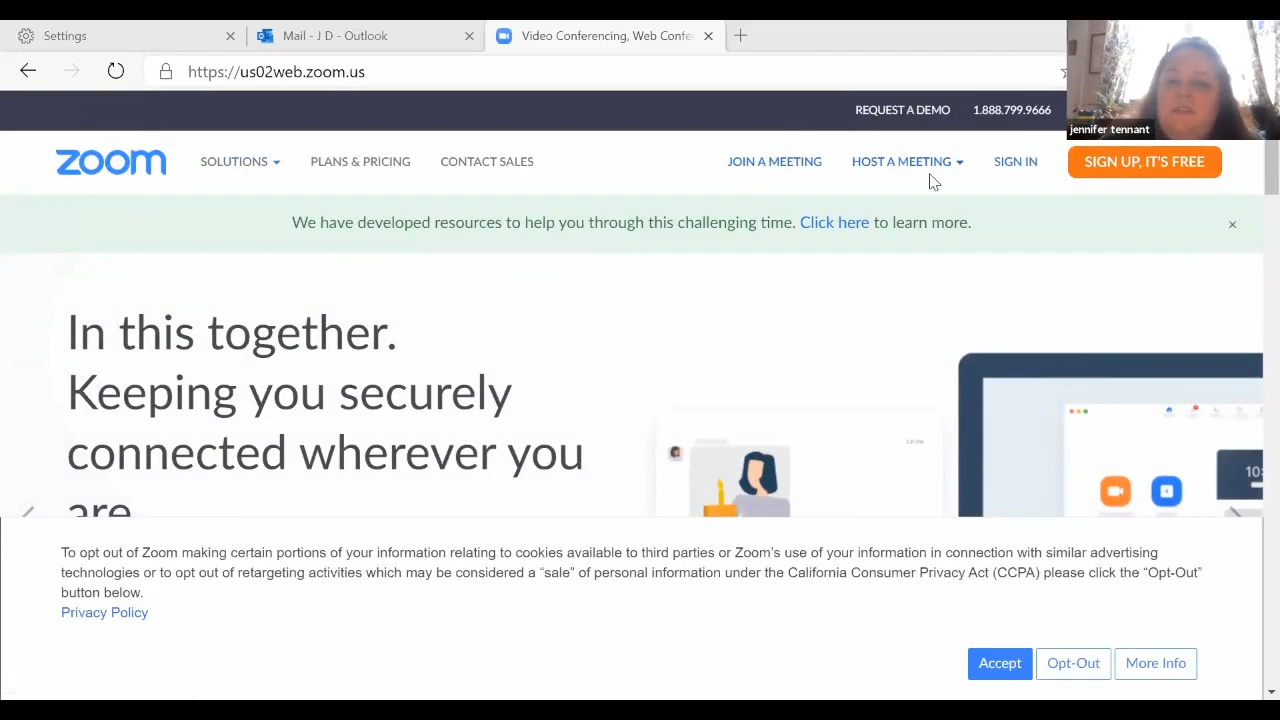 Settings
Mail - J D - Outlook
Video Conferencing, Web Confe
https://us02web.zoom.us
REQUEST A DEMO 1.888.799.9666
jennifer tennant
zoom SOLUTIONS PLANS & PRICING CONTACT SALES JOIN A MEETING HOST A MEETING SIGN IN SIGN UP, IT'S FREE
We have developed resources to help you through this challenging time. Click here to learn more.
In this together.
Keeping you securely
connected wherever you
are
To opt out of Zoom making certain portions of your information relating to cookies available to third parties or Zoom's use of your information in connection with similar advertising
technologies or to opt out of retargeting activities which may be considered a “sale” of personal information under the California Consumer Privacy Act (CCPA) please click the “Opt-Out”
button below.
Privacy Policy
Accept Opt-Out More Info